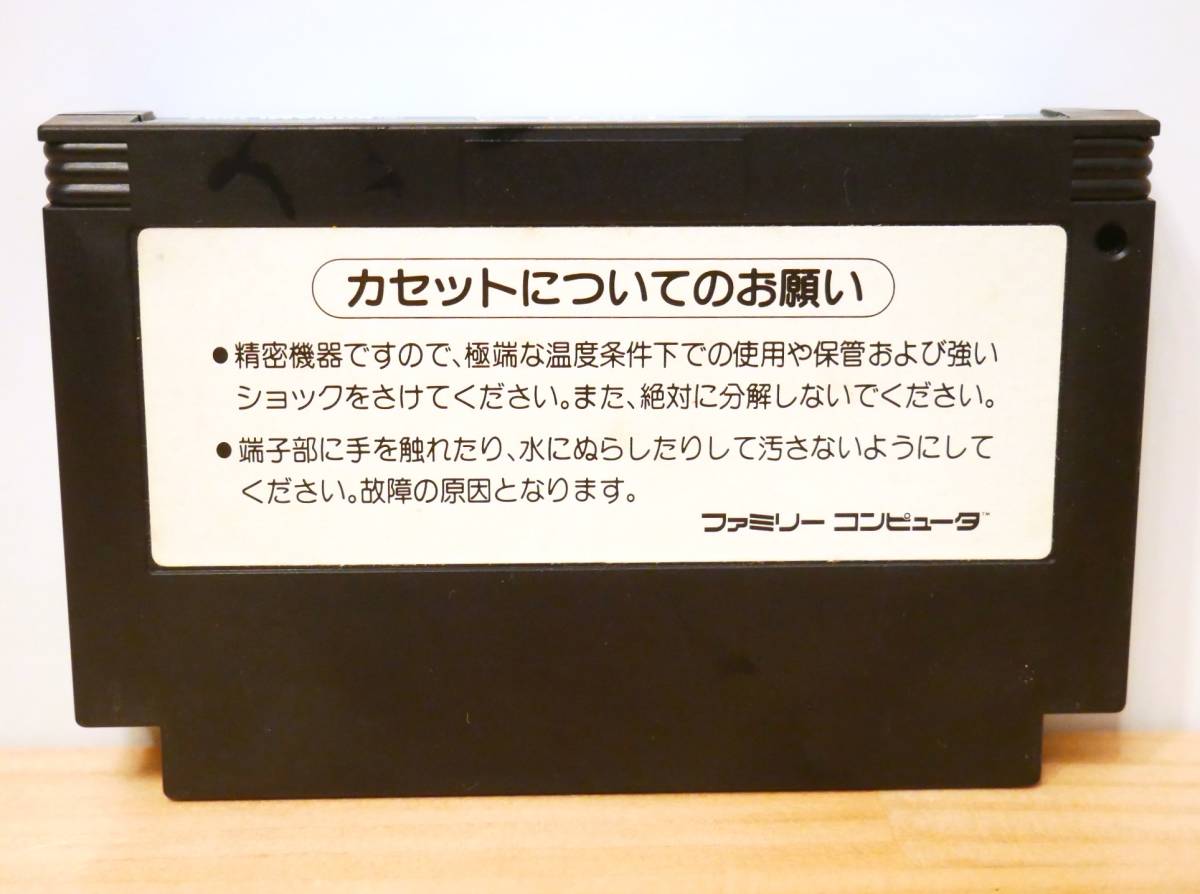 カセットについてのお願い
●精密機器ですので、極端な温度条件下での使用や保管および強い
ショックをさけてください。また、絶対に分解しないでください。
●端子部に手を触れたり、水にぬらしたりして汚さないようにして
ください。故障の原因となります。
ファミリー コンピュータ™